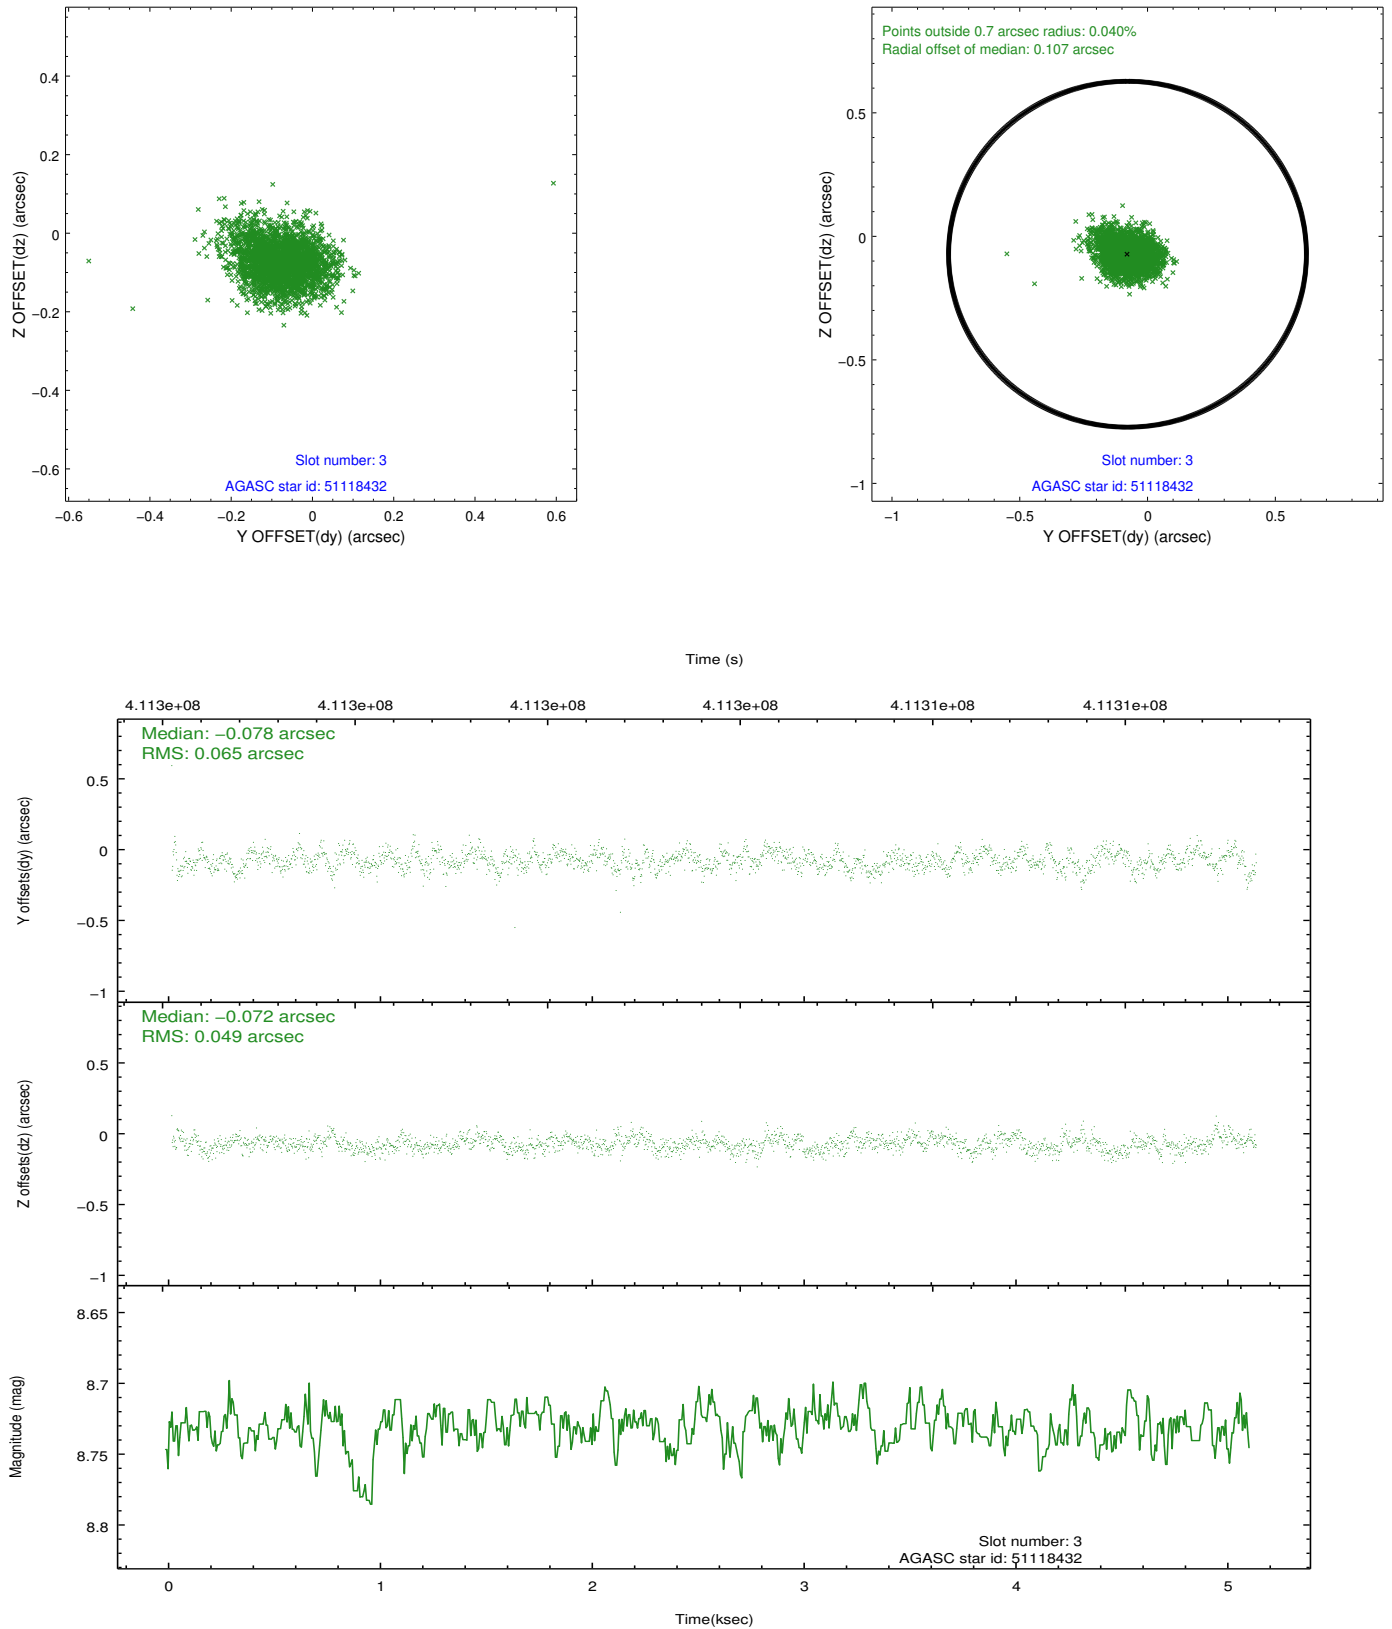 0.4
0.2
0
−0.2
−0.4
−0.6
Z OFFSET(dz) (arcsec)
Slot number: 3
AGASC star id: 51118432
−0.6 −0.4 −0.2 0 0.2 0.4 0.6
Y OFFSET(dy) (arcsec)
Points outside 0.7 arcsec radius: 0.040%
Radial offset of median: 0.107 arcsec
0.5
0
−0.5
−1
Z OFFSET(dz) (arcsec)
Slot number: 3
AGASC star id: 51118432
−1 −0.5 0 0.5
Y OFFSET(dy) (arcsec)
Time (s)
4.113e+08 4.113e+08 4.113e+08 4.113e+08 4.1131e+08 4.1131e+08
Median: −0.078 arcsec
RMS: 0.065 arcsec
0.5
0
−0.5
−1
Y offsets(dy) (arcsec)
Median: −0.072 arcsec
RMS: 0.049 arcsec
0.5
0
−0.5
−1
Z offsets(dz) (arcsec)
8.65
8.7
8.75
8.8
Magnitude (mag)
Slot number: 3
AGASC star id: 51118432
0 1 2 3 4 5
Time(ksec)